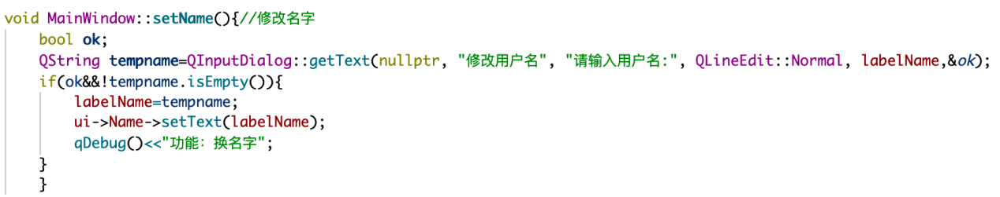 void MainWindow::setName(){//修改名字
    bool ok;
    QString tempname=QInputDialog::getText(nullptr, "修改用户名", "请输入用户名:", QLineEdit::Normal, labelName,&ok);
    if(ok&&!tempname.isEmpty()){
        labelName=tempname;
        ui->Name->setText(labelName);
        qDebug()<<"功能：换名字";
    }
    }